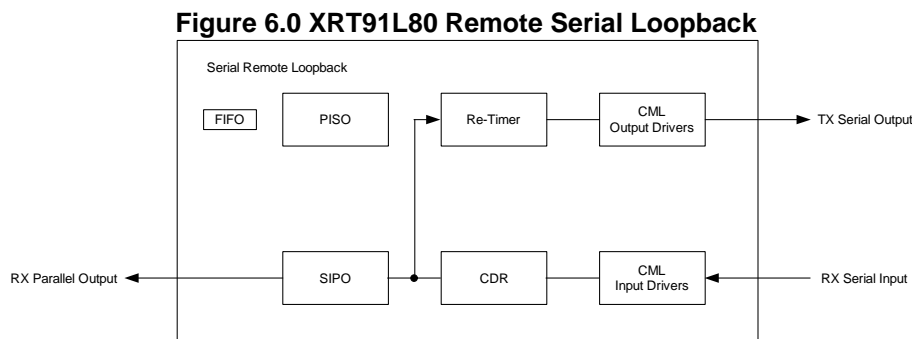 Figure 6.0 XRT91L80 Remote Serial Loopback
Serial Remote Loopback
FIFO
PISO
Re-Timer
CML
Output Drivers
TX Serial Output
RX Parallel Output
SIPO
CDR
CML
Input Drivers
RX Serial Input